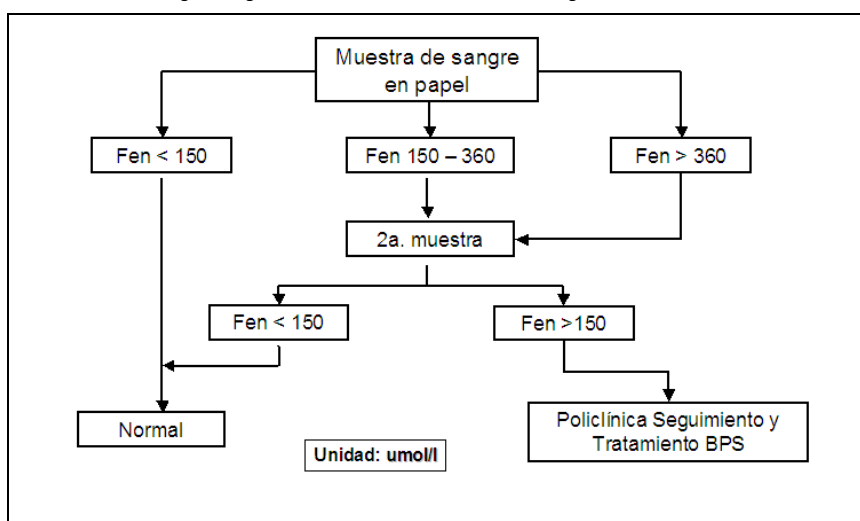 Muestra de sangre
en papel
Fen < 150
Fen 150 – 360
Fen > 360
2a. muestra
Fen < 150
Fen >150
Normal
Policlínica Seguimiento y
Tratamiento BPS
Unidad: umol/l